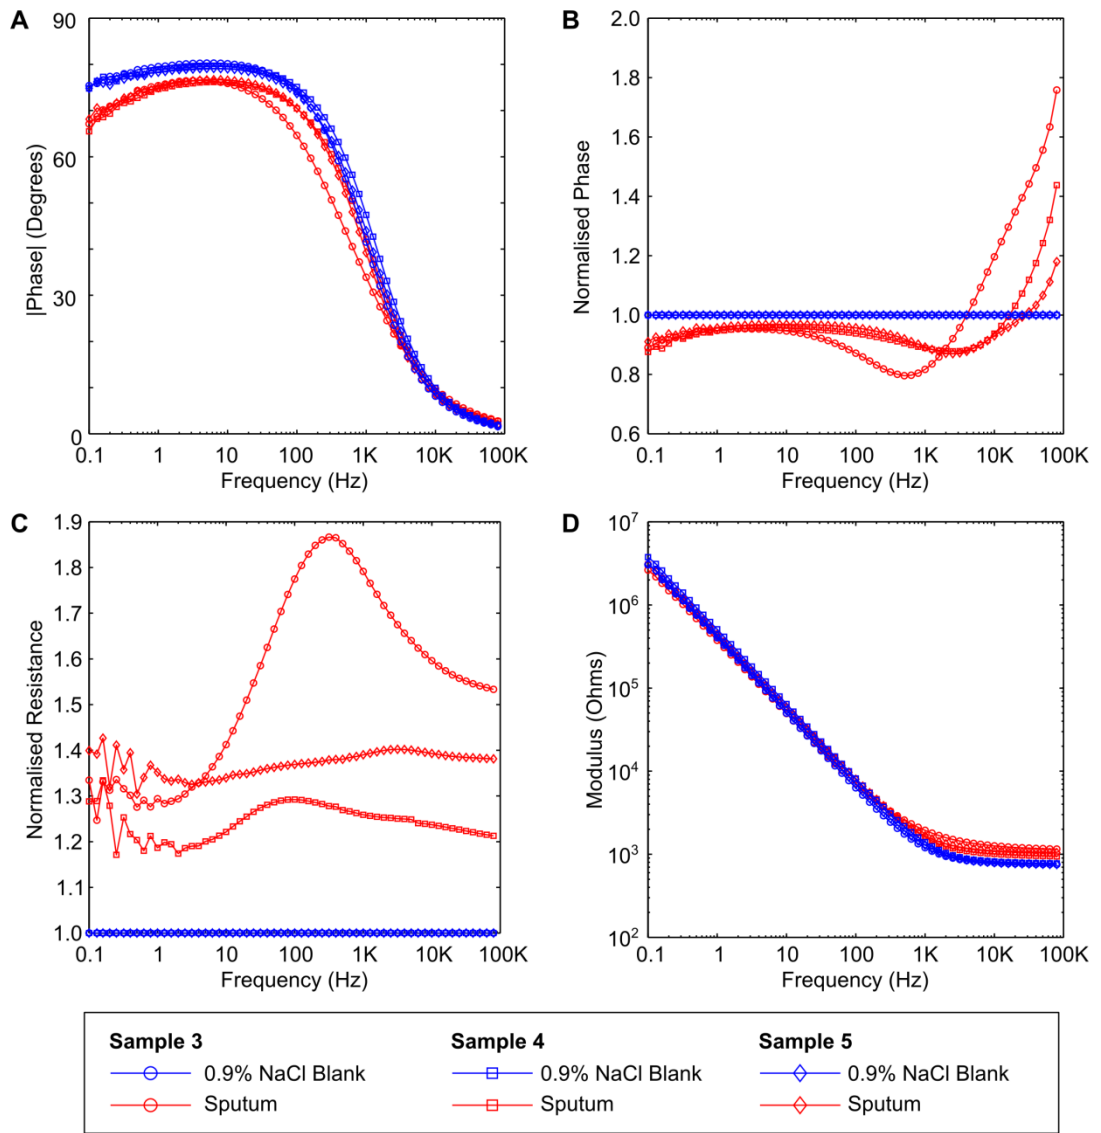 A
90
60
30
0
|Phase| (Degrees)
0.1 1 10 100 1K 10K 100K
Frequency (Hz)
B
2.0
1.8
1.6
1.4
1.2
1.0
0.8
0.6
Normalised Phase
0.1 1 10 100 1K 10K 100K
Frequency (Hz)
C
1.9
1.8
1.7
1.6
1.5
1.4
1.3
1.2
1.1
1.0
Normalised Resistance
0.1 1 10 100 1K 10K 100K
Frequency (Hz)
D
10^7
10^6
10^5
10^4
10^3
10^2
Modulus (Ohms)
0.1 1 10 100 1K 10K 100K
Frequency (Hz)
Sample 3 Sample 4 Sample 5
0.9% NaCl Blank 0.9% NaCl Blank 0.9% NaCl Blank
Sputum Sputum Sputum